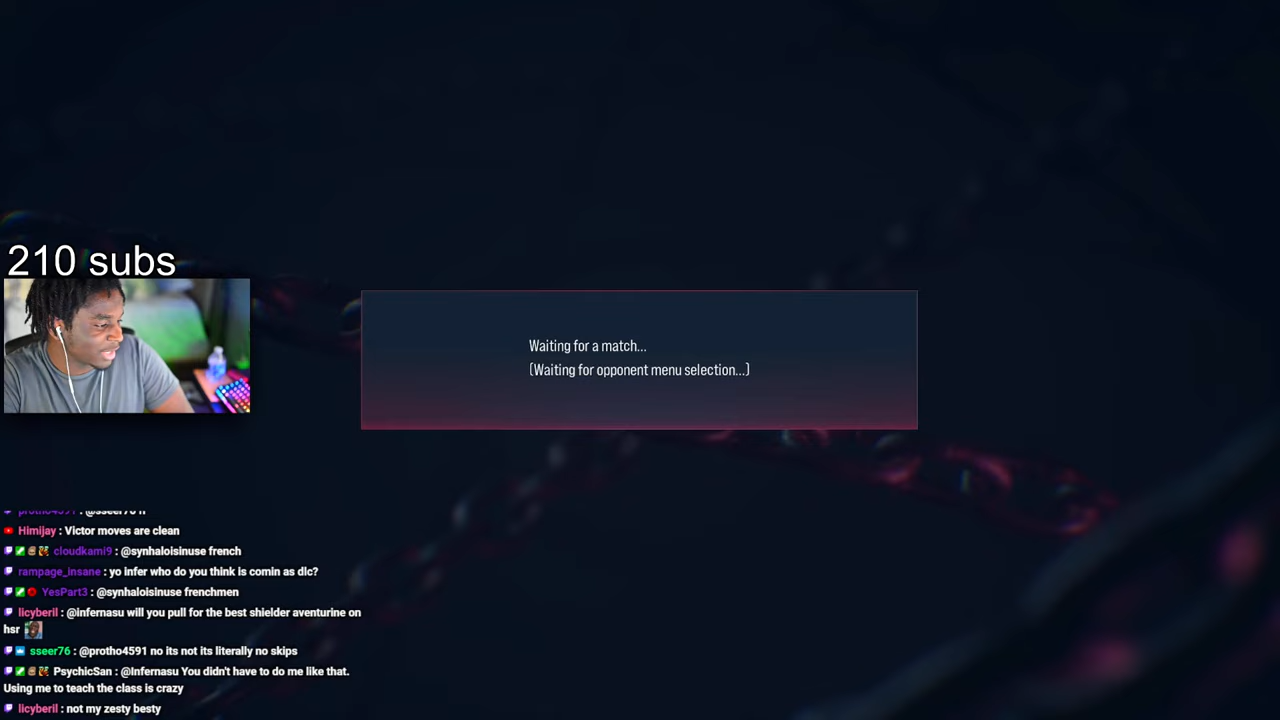 210 subs
Waiting for a match...
(Waiting for opponent menu selection...)
protho4591 : @sseer76 n
Himijay : Victor moves are clean
cloudkami9 : @synhaloisinuse french
rampage_insane : yo infer who do you think is comin as dlc?
YesPart3 : @synhaloisinuse frenchmen
licyberil : @infernasu will you pull for the best shielder aventurine on
hsr
sseer76 : @protho4591 no its not its literally no skips
PsychicSan : @Infernasu You didn't have to do me like that.
Using me to teach the class is crazy
licyberil : not my zesty besty